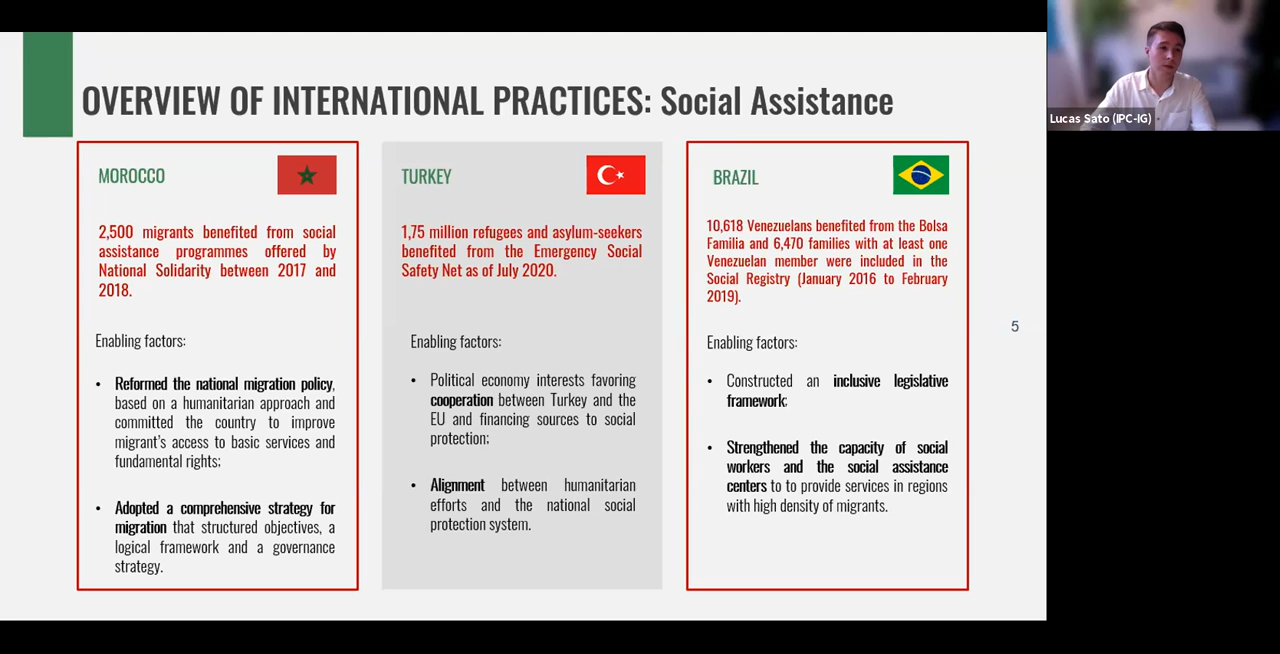 OVERVIEW OF INTERNATIONAL PRACTICES: Social Assistance
MOROCCO
2,500 migrants benefited from social
assistance programmes offered by
National Solidarity between 2017 and
2018.
Enabling factors:
• Reformed the national migration policy,
based on a humanitarian approach and
committed the country to improve
migrant's access to basic services and
fundamental rights;
• Adopted a comprehensive strategy for
migration that structured objectives, a
logical framework and a governance
strategy.
TURKEY
1,75 million refugees and asylum-seekers
benefited from the Emergency Social
Safety Net as of July 2020.
Enabling factors:
• Political economy interests favoring
cooperation between Turkey and the
EU and financing sources to social
protection;
• Alignment between humanitarian
efforts and the national social
protection system.
BRAZIL
10,618 Venezuelans benefited from the Bolsa
Familia and 6,470 families with at least one
Venezuelan member were included in the
Social Registry (January 2016 to February
2019).
Enabling factors:
• Constructed an inclusive legislative
framework;
• Strengthened the capacity of social
workers and the social assistance
centers to to provide services in regions
with high density of migrants.
5
Lucas Sato (IPC-IG)